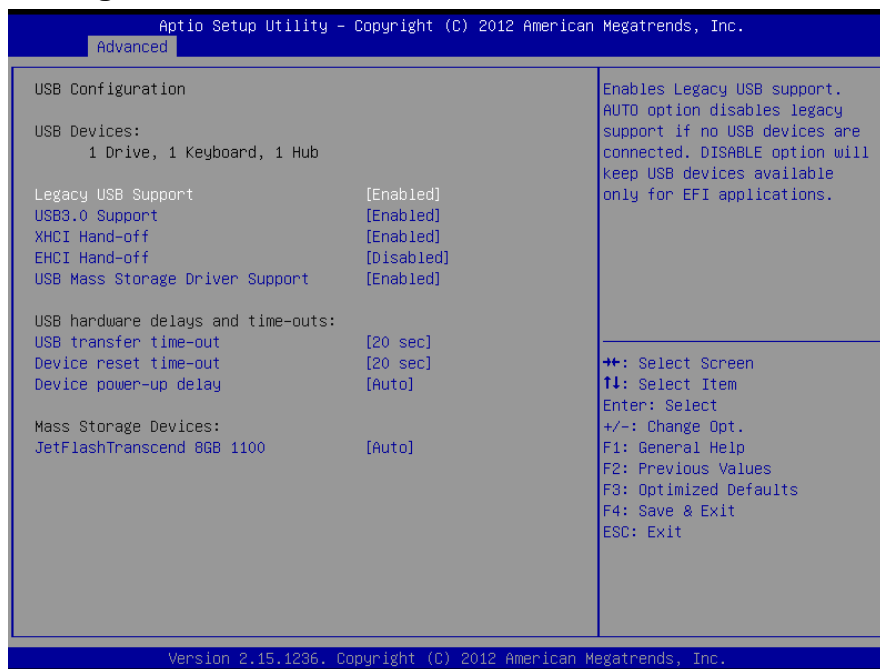 Aptio Setup Utility – Copyright (C) 2012 American Megatrends, Inc.
Advanced
USB Configuration
USB Devices:
1 Drive, 1 Keyboard, 1 Hub
Legacy USB Support [Enabled]
USB3.0 Support [Enabled]
XHCI Hand-off [Enabled]
EHCI Hand-off [Disabled]
USB Mass Storage Driver Support [Enabled]
USB hardware delays and time-outs:
USB transfer time-out [20 sec]
Device reset time-out [20 sec]
Device power-up delay [Auto]
Mass Storage Devices:
JetFlashTranscend 8GB 1100 [Auto]
Enables Legacy USB support.
AUTO option disables legacy
support if no USB devices are
connected. DISABLE option will
keep USB devices available
only for EFI applications.
→←: Select Screen
↑↓: Select Item
Enter: Select
+/-: Change Opt.
F1: General Help
F2: Previous Values
F3: Optimized Defaults
F4: Save & Exit
ESC: Exit
Version 2.15.1236. Copyright (C) 2012 American Megatrends, Inc.